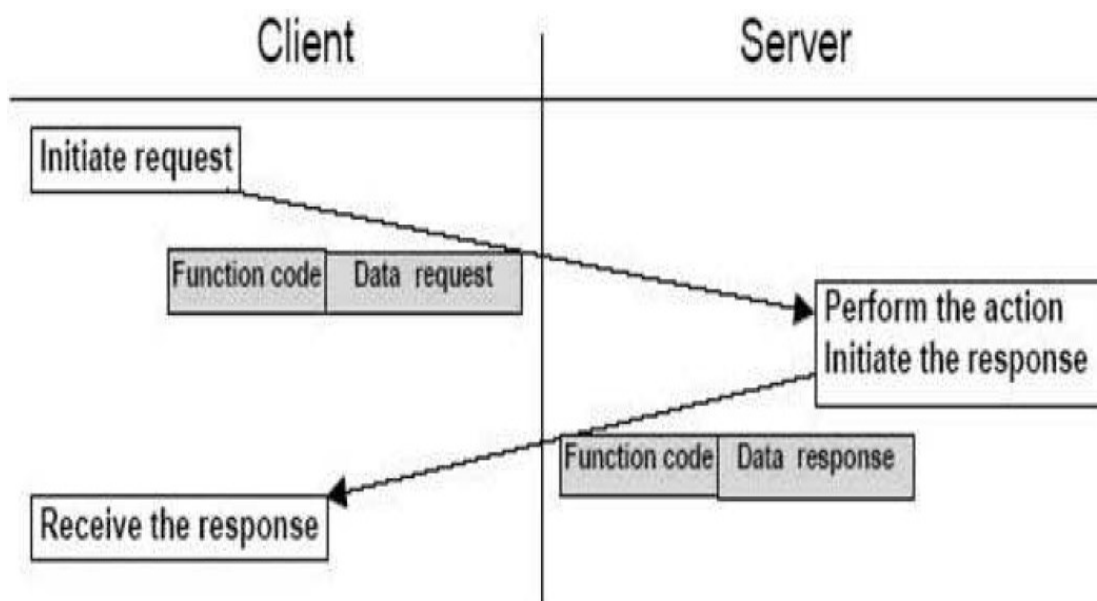 Client
Server
Initiate request
Function code
Data request
Perform the action
Initiate the response
Function code
Data response
Receive the response